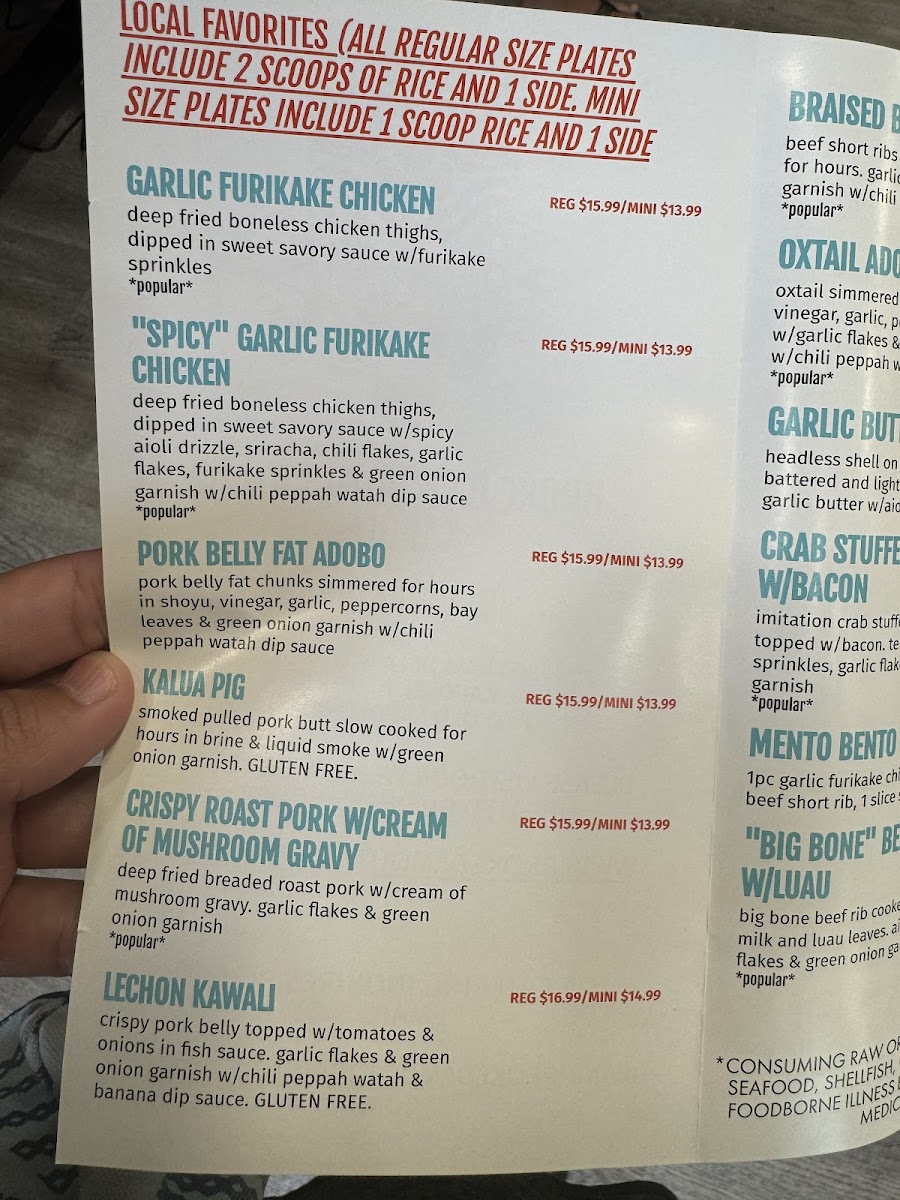 LOCAL FAVORITES (ALL REGULAR SIZE PLATES
INCLUDE 2 SCOOPS OF RICE AND 1 SIDE. MINI
SIZE PLATES INCLUDE 1 SCOOP RICE AND 1 SIDE
GARLIC FURIKAKE CHICKEN
REG $15.99/MINI $13.99
deep fried boneless chicken thighs,
dipped in sweet savory sauce w/furikake
sprinkles
*popular*
"SPICY" GARLIC FURIKAKE
CHICKEN
REG $15.99/MINI $13.99
deep fried boneless chicken thighs,
dipped in sweet savory sauce w/spicy
aioli drizzle, sriracha, chili flakes, garlic
flakes, furikake sprinkles & green onion
garnish w/chili peppah watah dip sauce
*popular*
PORK BELLY FAT ADOBO
REG $15.99/MINI $13.99
pork belly fat chunks simmered for hours
in shoyu, vinegar, garlic, peppercorns, bay
leaves & green onion garnish w/chili
peppah watah dip sauce
KALUA PIG
REG $15.99/MINI $13.99
smoked pulled pork butt slow cooked for
hours in brine & liquid smoke w/green
onion garnish. GLUTEN FREE.
CRISPY ROAST PORK W/CREAM
OF MUSHROOM GRAVY
REG $15.99/MINI $13.99
deep fried breaded roast pork w/cream of
mushroom gravy. garlic flakes & green
onion garnish
*popular*
LECHON KAWALI
REG $16.99/MINI $14.99
crispy pork belly topped w/tomatoes &
onions in fish sauce. garlic flakes & green
onion garnish w/chili peppah watah &
banana dip sauce. GLUTEN FREE.
BRAISED
beef short ribs
for hours. garlic
garnish w/chili
*popular*
OXTAIL
oxtail simmered
vinegar, garlic,
w/garlic flakes &
w/chili peppah
*popular*
GARLIC
headless shell on
battered and
garlic butter
CRAB
W/BACON
imitation crab
topped w/bacon.
sprinkles, garlic
garnish
*popular*
MENTO BENTO
1pc garlic furikake
beef short rib, 1 slice
"BIG BONE"
W/LUAU
big bone beef rib
milk and luau leaves.
flakes & green onion
*popular*
*CONSUMING RAW
SEAFOOD, SHELLFISH,
FOODBORNE ILLNESS